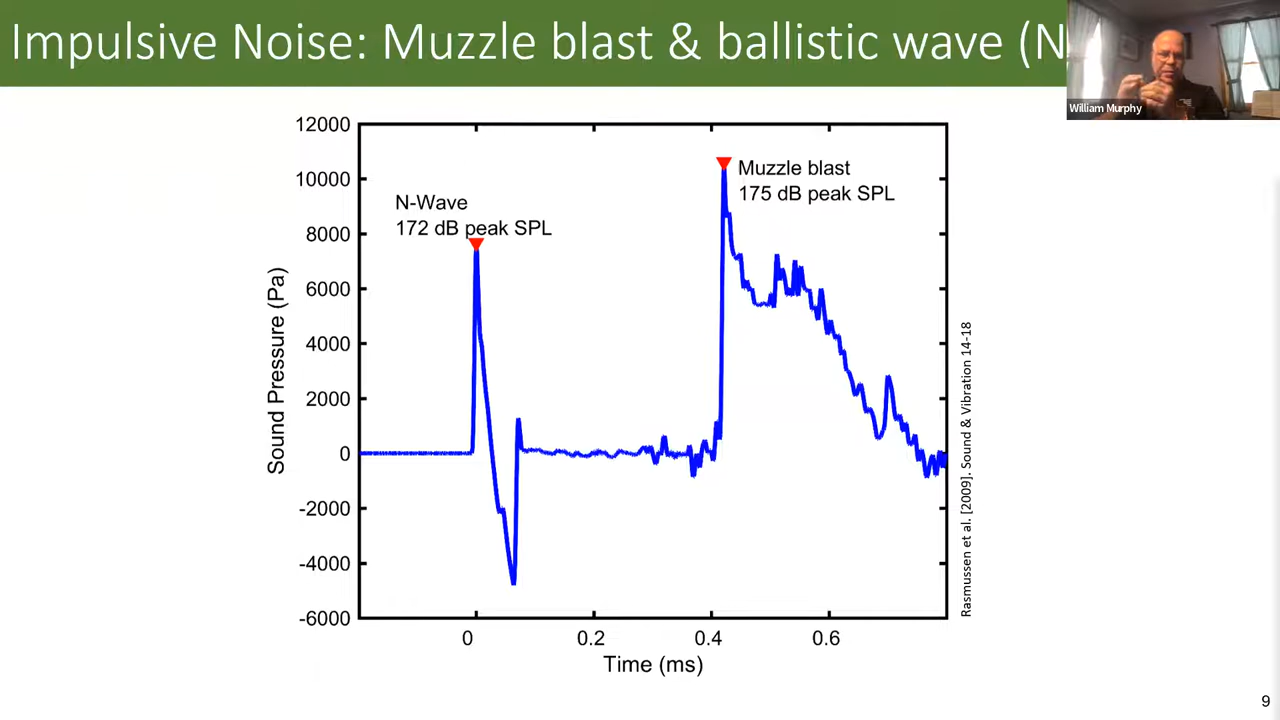 Impulsive Noise: Muzzle blast & ballistic wave (N
William Murphy
12000
10000
8000
6000
4000
2000
0
-2000
-4000
-6000
Sound Pressure (Pa)
N-Wave
172 dB peak SPL
Muzzle blast
175 dB peak SPL
0
0.2
0.4
0.6
Time (ms)
Rasmussen et al. [2009]. Sound & Vibration 14-18
9